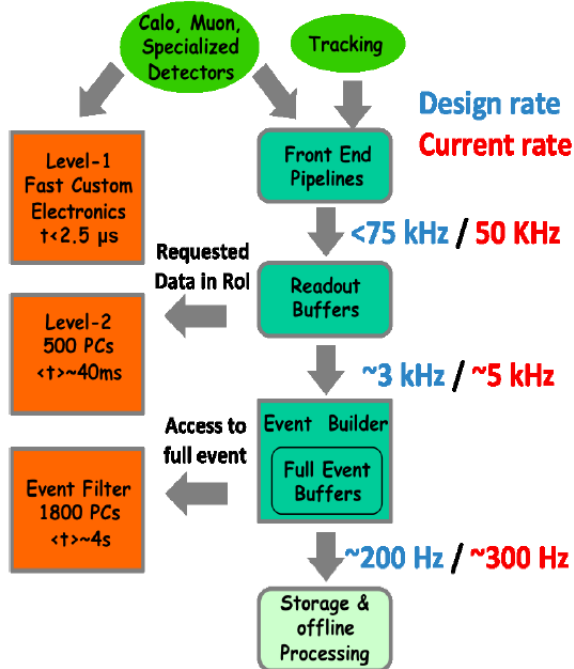 Calo, Muon,
Specialized
Detectors
Tracking
Design rate
Current rate
Level-1
Fast Custom
Electronics
t<2.5 µs
Front End
Pipelines
<75 kHz / 50 KHz
Requested
Data in RoI
Readout
Buffers
Level-2
500 PCs
<t>~40ms
~3 kHz / ~5 kHz
Access to
full event
Event Builder
Full Event
Buffers
Event Filter
1800 PCs
<t>~4s
~200 Hz / ~300 Hz
Storage &
offline
Processing